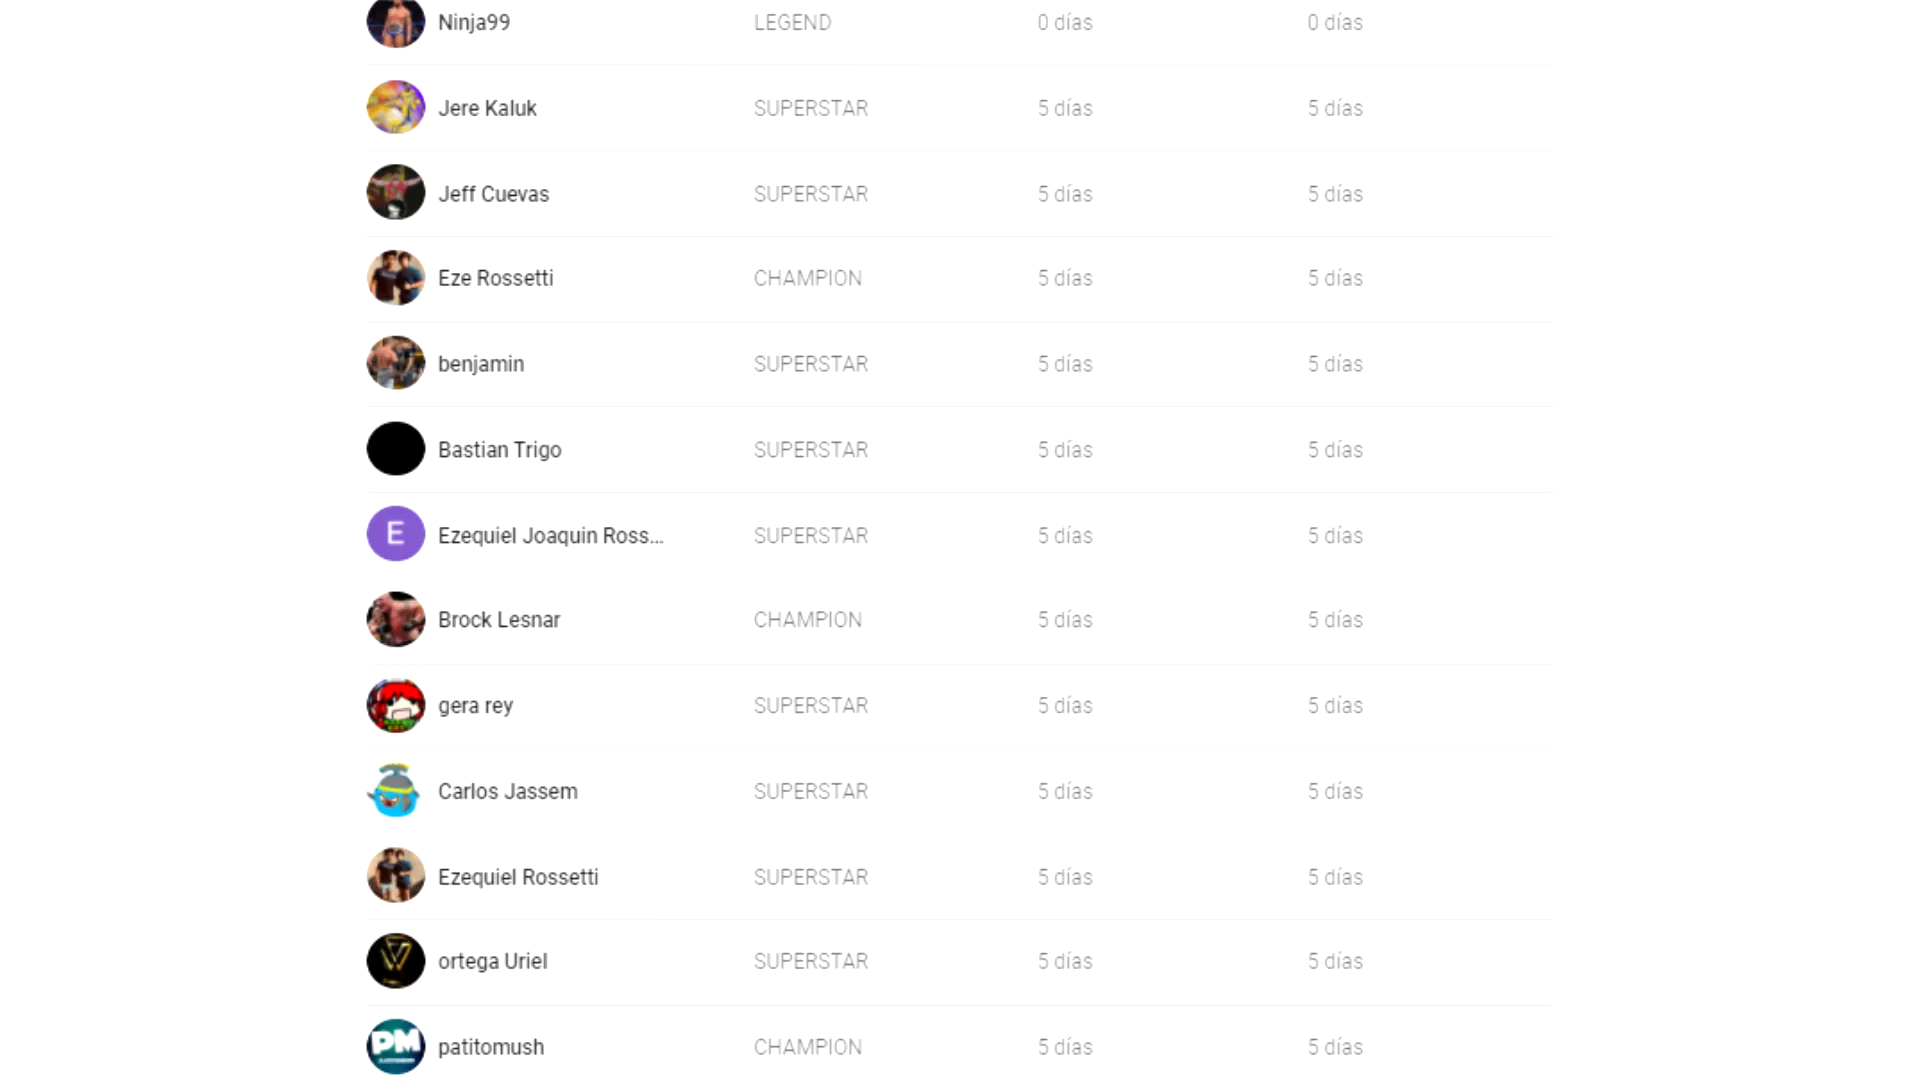 Ninja99 LEGEND 0 días 0 días
Jere Kaluk SUPERSTAR 5 días 5 días
Jeff Cuevas SUPERSTAR 5 días 5 días
Eze Rossetti CHAMPION 5 días 5 días
benjamin SUPERSTAR 5 días 5 días
Bastian Trigo SUPERSTAR 5 días 5 días
E Ezequiel Joaquin Ross... SUPERSTAR 5 días 5 días
Brock Lesnar CHAMPION 5 días 5 días
gera rey SUPERSTAR 5 días 5 días
Carlos Jassem SUPERSTAR 5 días 5 días
Ezequiel Rossetti SUPERSTAR 5 días 5 días
ortega Uriel SUPERSTAR 5 días 5 días
PM patitomush CHAMPION 5 días 5 días